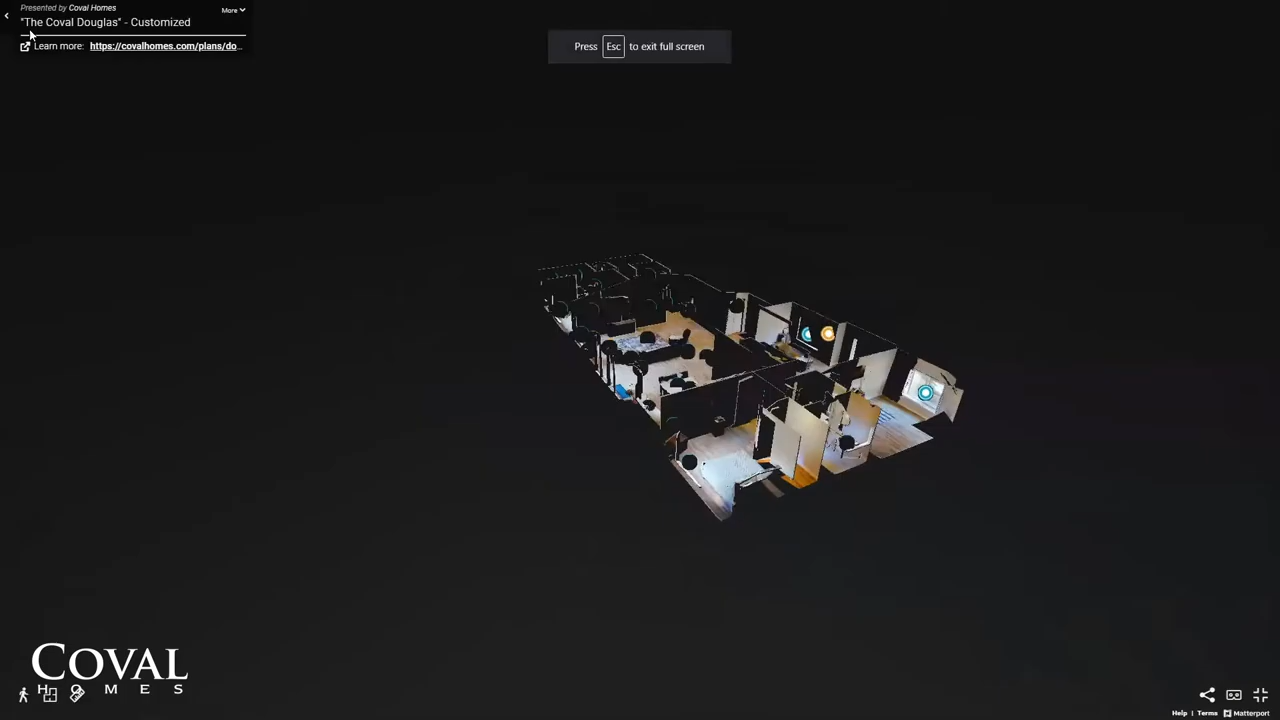 Presented by Coval Homes
More
"The Coval Douglas" - Customized
Learn more: https://covalhomes.com/plans/do...
Press Esc to exit full screen
COVAL
HOMES
Help | Terms
Matterport